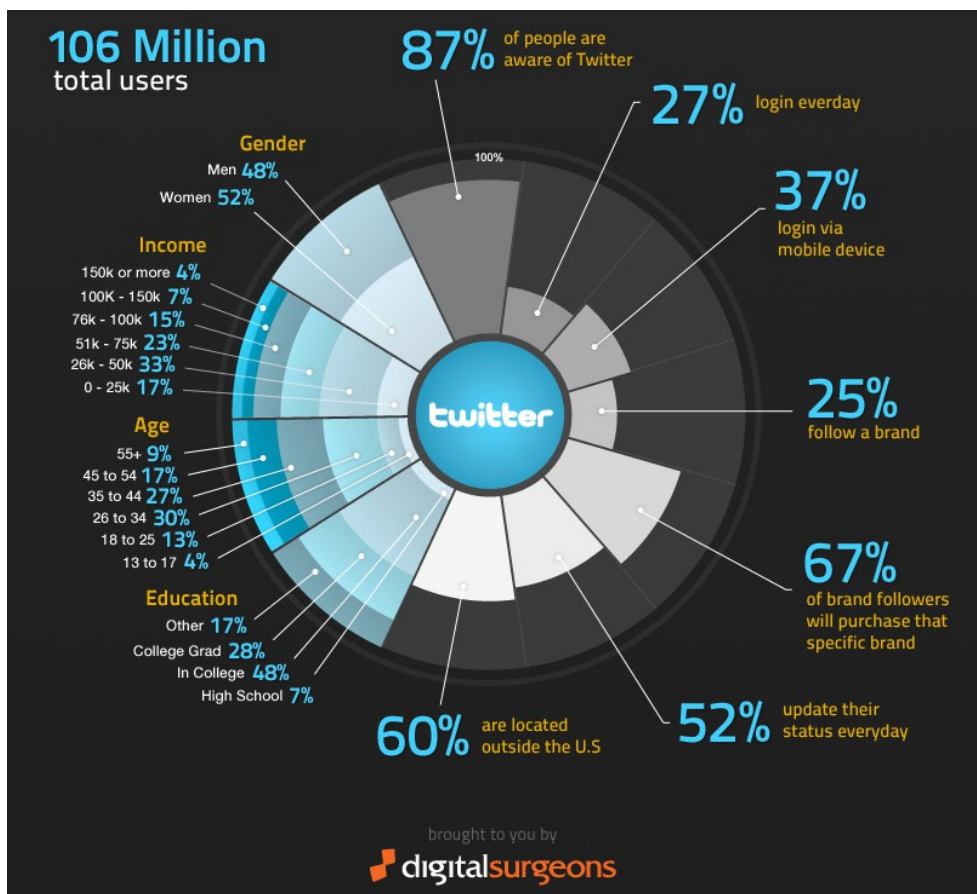 106 Million
total users
87% of people are
aware of Twitter
27% login everday
37%
login via
mobile device
25%
follow a brand
67%
of brand followers
will purchase that
specific brand
52% update their
status everyday
60% are located
outside the U.S
100%
Gender
Men 48%
Women 52%
Income
150k or more 4%
100K - 150k 7%
76k - 100k 15%
51k - 75k 23%
26k - 50k 33%
0 - 25k 17%
Age
55+ 9%
45 to 54 17%
35 to 44 27%
26 to 34 30%
18 to 25 13%
13 to 17 4%
Education
Other 17%
College Grad 28%
In College 48%
High School 7%
twitter
brought to you by
digitalsurgeons